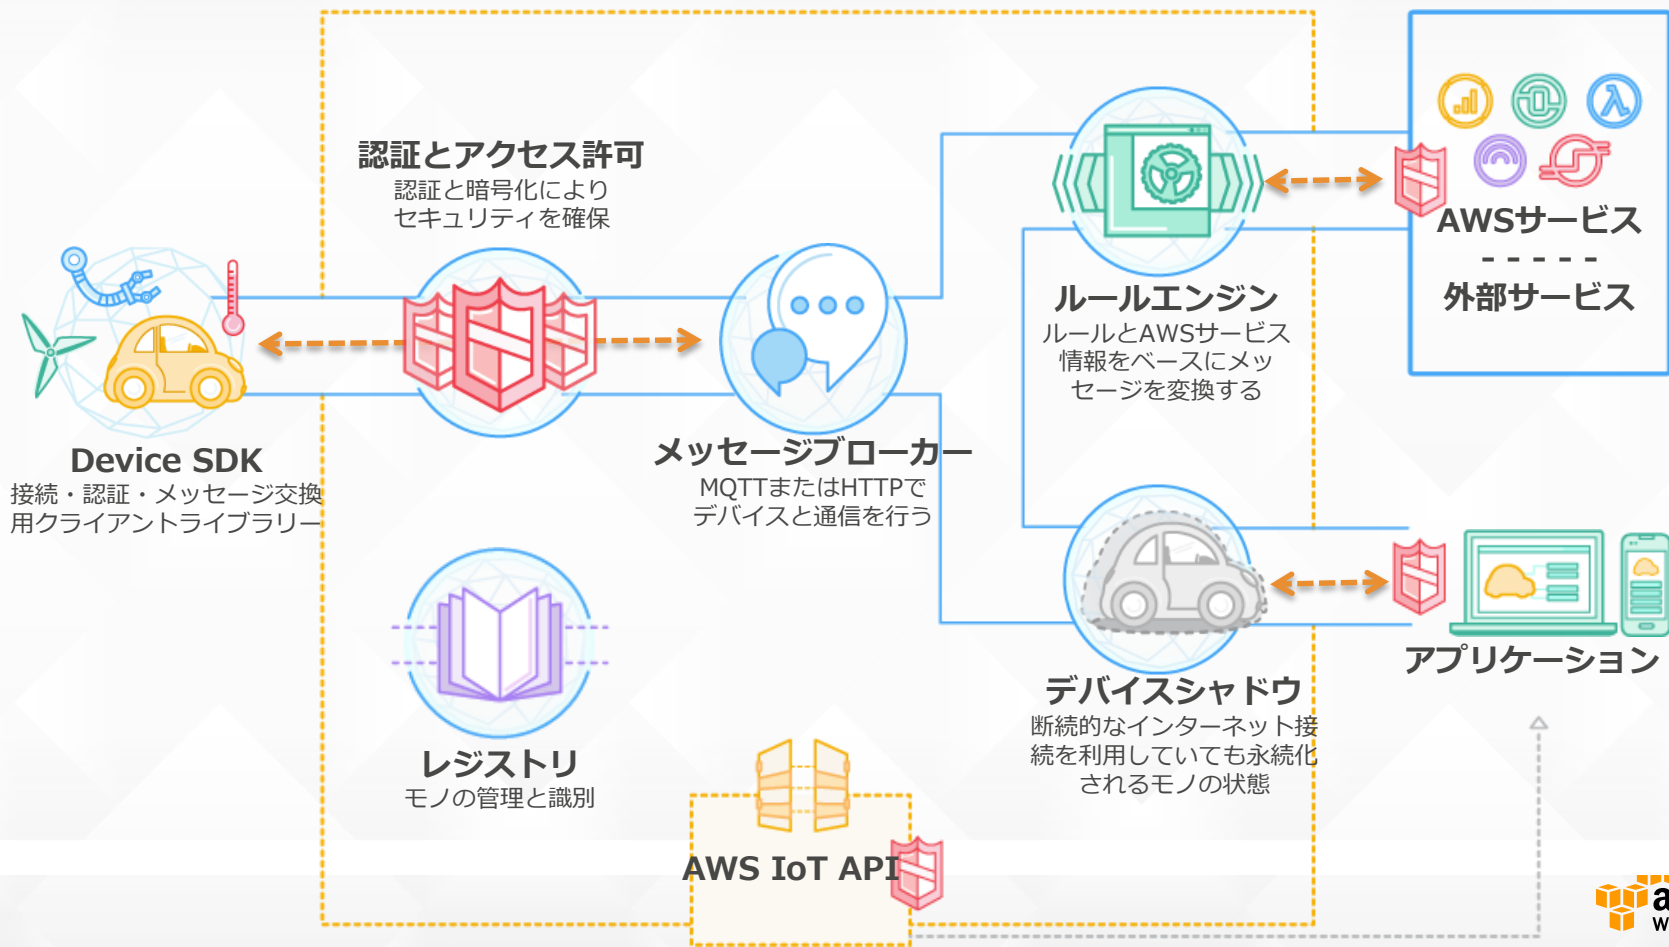 認証とアクセス許可
認証と暗号化により
セキュリティを確保
Device SDK
接続・認証・メッセージ交換
用クライアントライブラリー
メッセージブローカー
MQTTまたはHTTPで
デバイスと通信を行う
ルールエンジン
ルールとAWSサービス
情報をベースにメッ
セージを変換する
AWSサービス
- - - - -
外部サービス
レジストリ
モノの管理と識別
デバイスシャドウ
断続的なインターネット接
続を利用していても永続化
されるモノの状態
アプリケーション
AWS IoT API